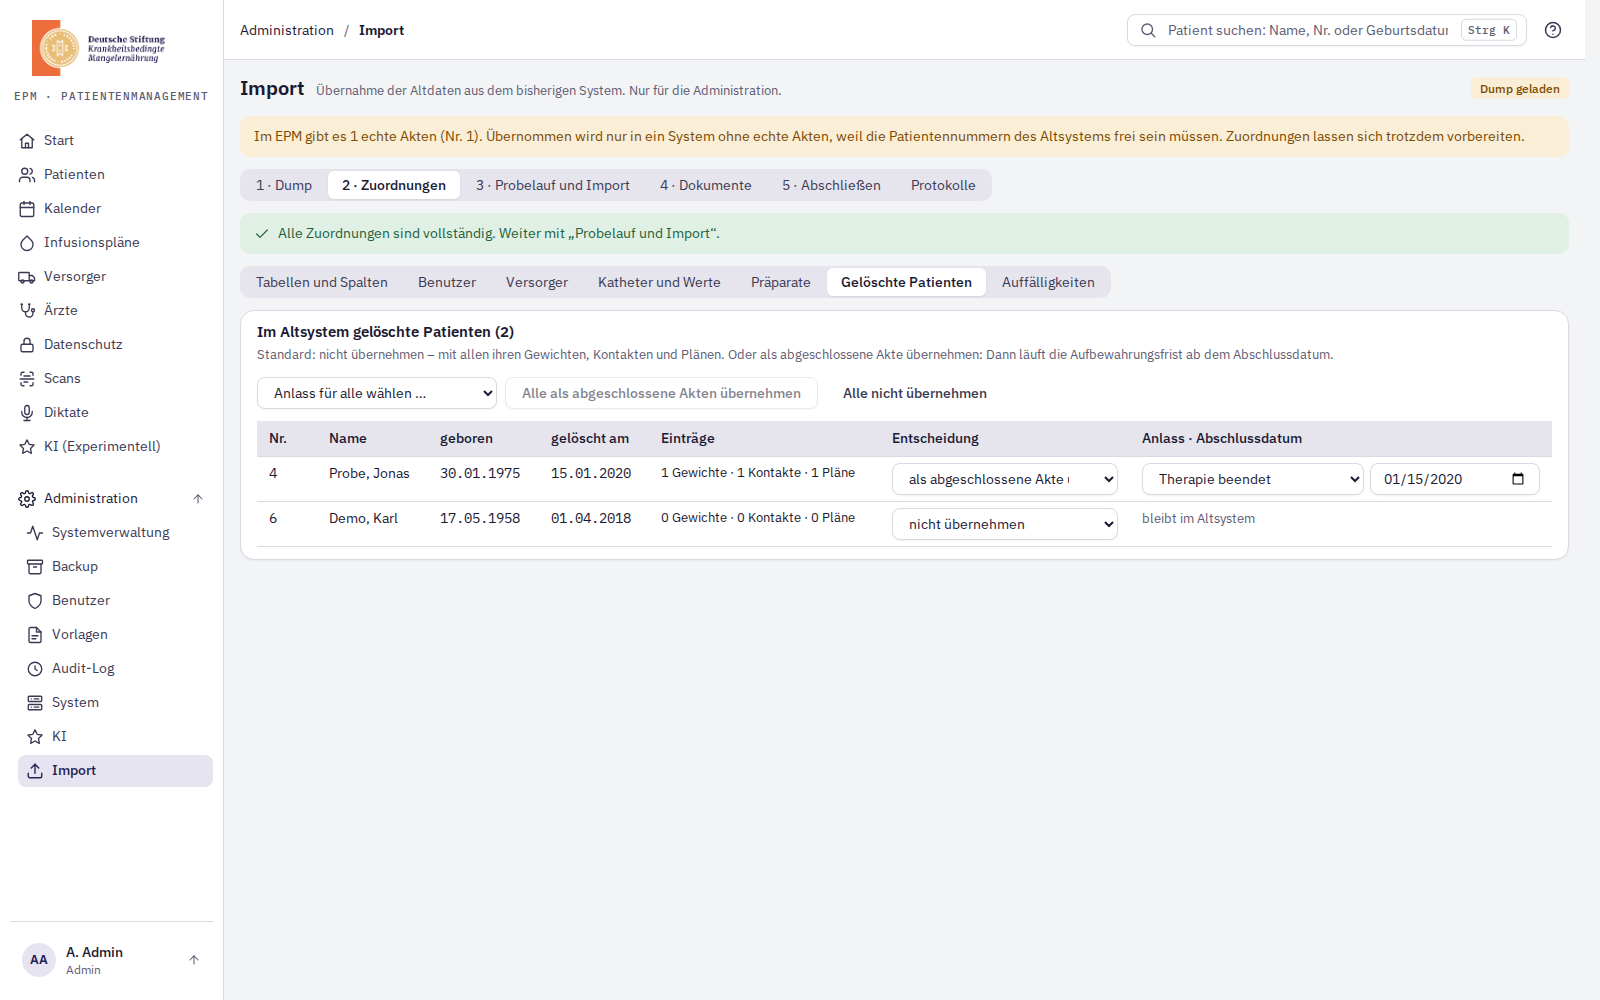 Deutsche Stiftung
Krankheitsbedingte
Mangelernährung
EPM · PATIENTENMANAGEMENT
Start
Patienten
Kalender
Infusionspläne
Versorger
Ärzte
Datenschutz
Scans
Diktate
KI (Experimentell)
Administration
Systemverwaltung
Backup
Benutzer
Vorlagen
Audit-Log
System
KI
Import
AA
A. Admin
Admin
Administration / Import
Patient suchen: Name, Nr. oder Geburtsdatur
Strg K
Import Übernahme der Altdaten aus dem bisherigen System. Nur für die Administration.
Dump geladen
Im EPM gibt es 1 echte Akten (Nr. 1). Übernommen wird nur in ein System ohne echte Akten, weil die Patientennummern des Altsystems frei sein müssen. Zuordnungen lassen sich trotzdem vorbereiten.
1 · Dump 2 · Zuordnungen 3 · Probelauf und Import 4 · Dokumente 5 · Abschließen Protokolle
Alle Zuordnungen sind vollständig. Weiter mit „Probelauf und Import“.
Tabellen und Spalten Benutzer Versorger Katheter und Werte Präparate Gelöschte Patienten Auffälligkeiten
Im Altsystem gelöschte Patienten (2)
Standard: nicht übernehmen – mit allen ihren Gewichten, Kontakten und Plänen. Oder als abgeschlossene Akte übernehmen: Dann läuft die Aufbewahrungsfrist ab dem Abschlussdatum.
Anlass für alle wählen ... Alle als abgeschlossene Akten übernehmen Alle nicht übernehmen
Nr. Name geboren gelöscht am Einträge Entscheidung Anlass · Abschlussdatum
4 Probe, Jonas 30.01.1975 15.01.2020 1 Gewichte · 1 Kontakte · 1 Pläne als abgeschlossene Akte Therapie beendet 01/15/2020
6 Demo, Karl 17.05.1958 01.04.2018 0 Gewichte · 0 Kontakte · 0 Pläne nicht übernehmen bleibt im Altsystem